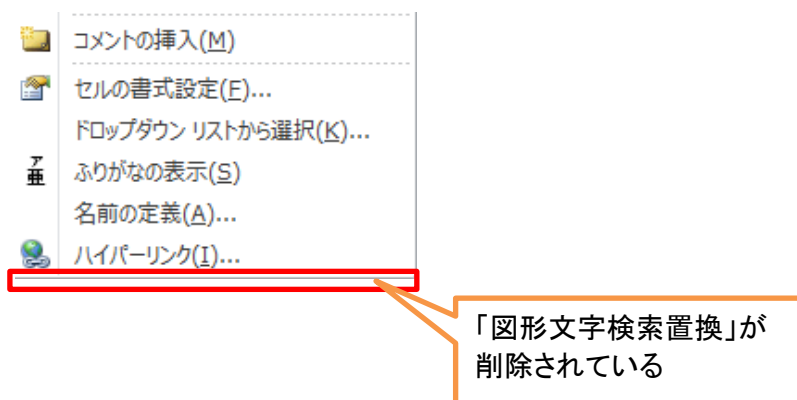 コメントの挿入(M)
セルの書式設定(F)...
ドロップダウン リストから選択(K)...
ふりがなの表示(S)
名前の定義(A)...
ハイパーリンク(I)...
「図形文字検索置換」が
削除されている